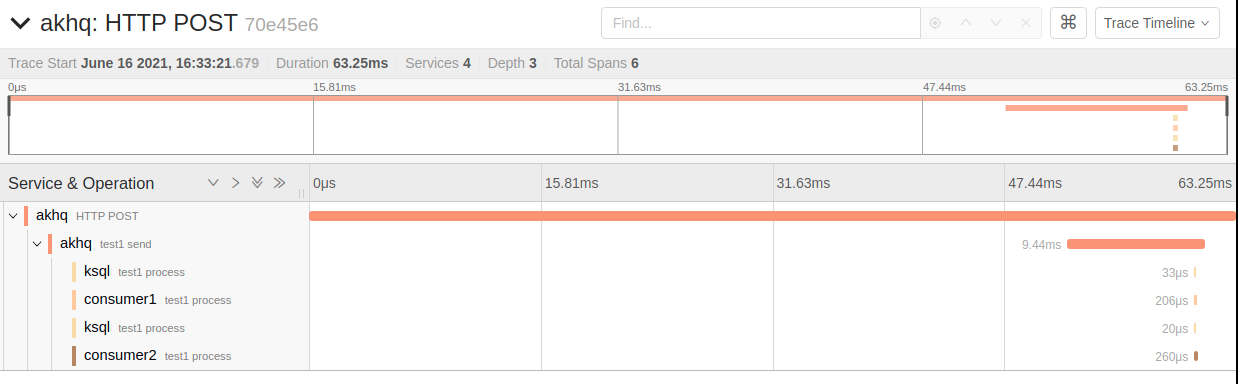 akhq: HTTP POST 70e45e6 Find... ⌘ Trace Timeline
Trace Start June 16 2021, 16:33:21.679 Duration 63.25ms Services 4 Depth 3 Total Spans 6
0μs 15.81ms 31.63ms 47.44ms 63.25ms
Service & Operation 0μs 15.81ms 31.63ms 47.44ms 63.25ms
akhq HTTP POST
akhq test1 send 9.44ms
ksql test1 process 33μs
consumer1 test1 process 206μs
ksql test1 process 20μs
consumer2 test1 process 260μs